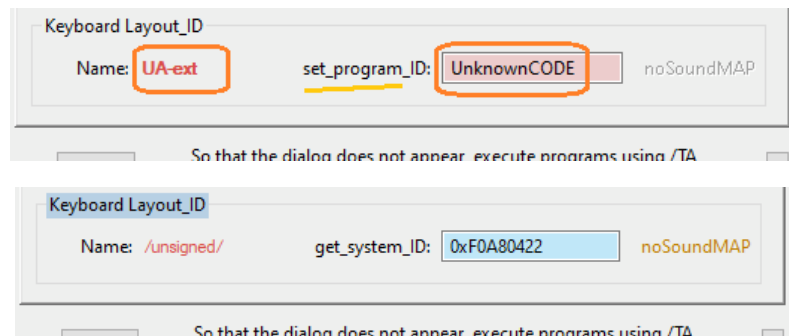 Keyboard Layout_ID
Name: UA-ext set_program_ID: UnknownCODE noSoundMAP
So that the dialog does not appear, execute programs using /TA
Keyboard Layout_ID
Name: /unsigned/ get_system_ID: 0xF0A80422 noSoundMAP
So that the dialog does not appear, execute programs using /TA